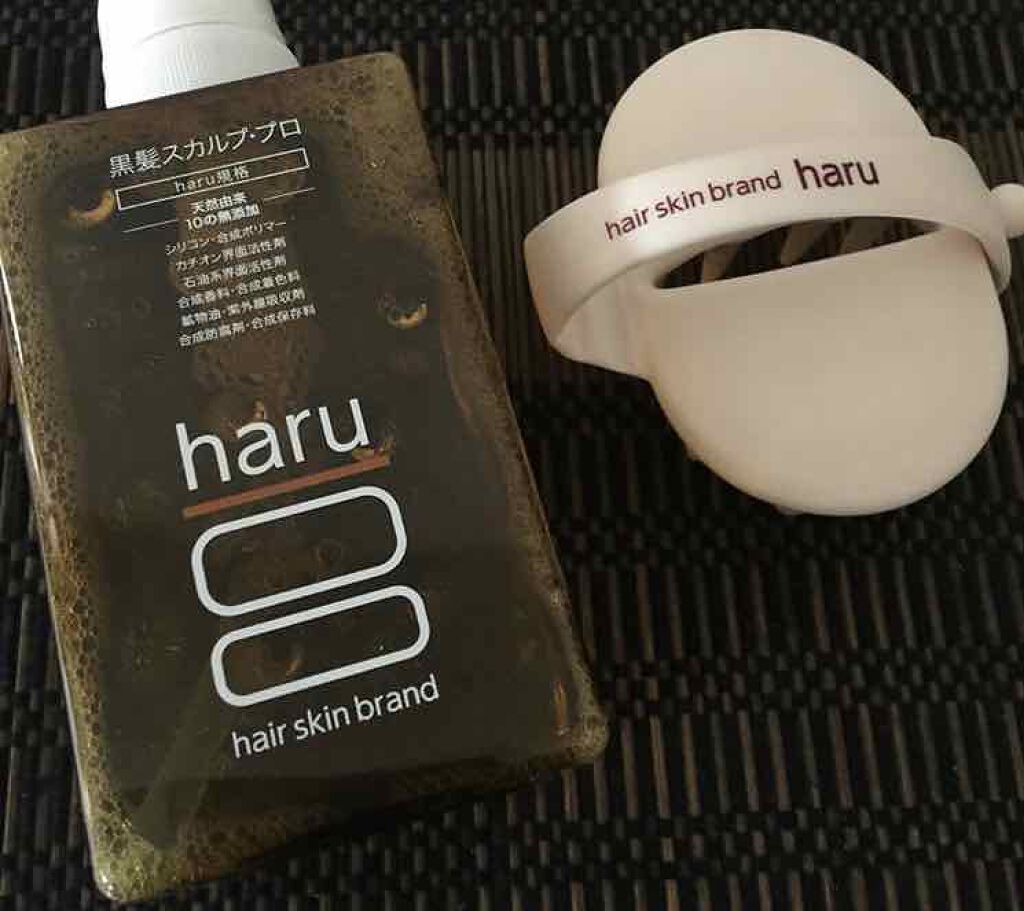 黒髪スカルプ・プロ
haru規格
天然由来
10の無添加
シリコン・合成ポリマー
カチオン界面活性剤
石油系界面活性剤
合成香料・合成着色料
鉱物油・紫外線吸収剤
合成防腐剤・合成保存料
haru
hair skin brand
hair skin brand haru